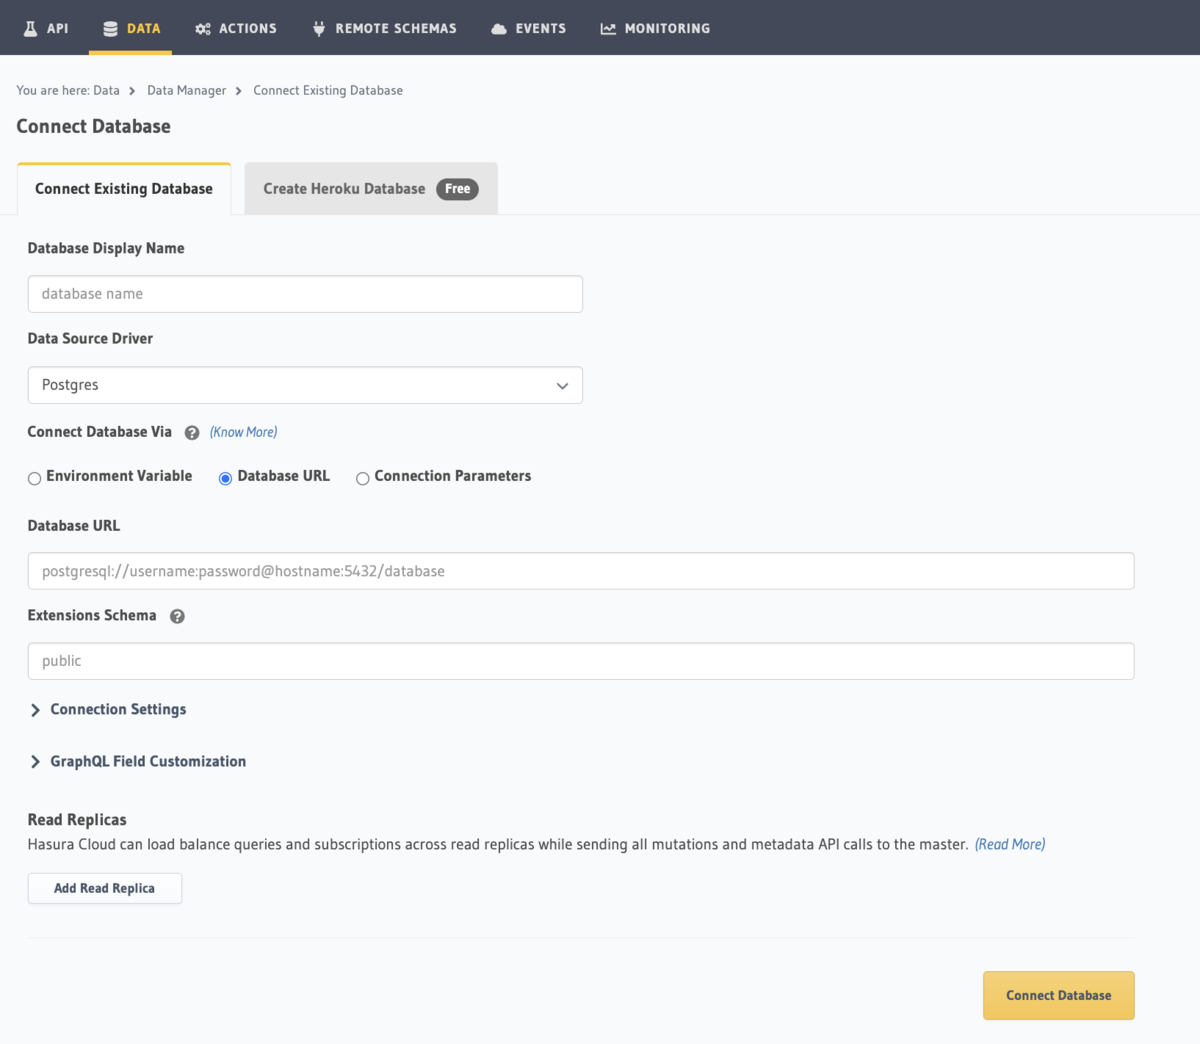 API DATA ACTIONS REMOTE SCHEMAS EVENTS MONITORING
You are here: Data > Data Manager > Connect Existing Database
Connect Database
Connect Existing Database Create Heroku Database Free
Database Display Name
database name
Data Source Driver
Postgres
Connect Database Via ? (Know More)
Environment Variable Database URL Connection Parameters
Database URL
postgresql://username:password@hostname:5432/database
Extensions Schema ?
public
Connection Settings
GraphQL Field Customization
Read Replicas
Hasura Cloud can load balance queries and subscriptions across read replicas while sending all mutations and metadata API calls to the master. (Read More)
Add Read Replica
Connect Database